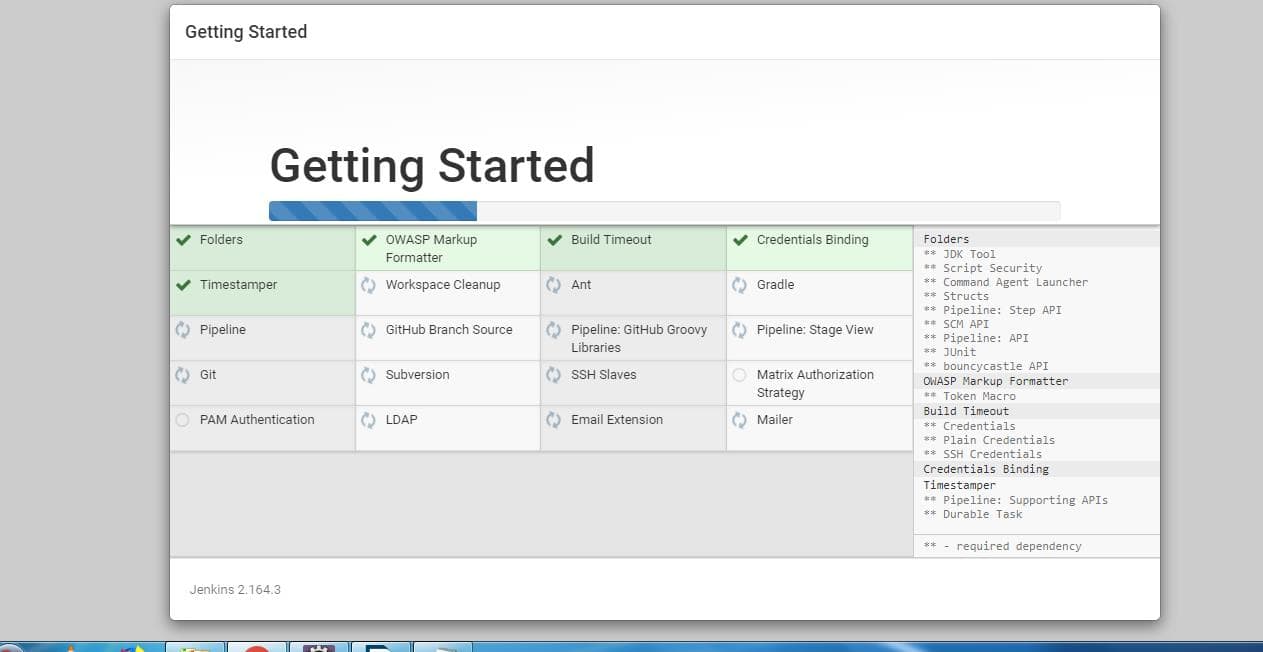 Getting Started
Getting Started
Folders
OWASP Markup
Formatter
Build Timeout
Credentials Binding
Timestamper
Workspace Cleanup
Ant
Gradle
Pipeline
GitHub Branch Source
Pipeline: GitHub Groovy
Libraries
Pipeline: Stage View
Git
Subversion
SSH Slaves
Matrix Authorization
Strategy
PAM Authentication
LDAP
Email Extension
Mailer
Folders
** JDK Tool
** Script Security
** Command Agent Launcher
** Structs
** Pipeline: Step API
** SCM API
** Pipeline: API
** JUnit
** bouncycastle API
OWASP Markup Formatter
** Token Macro
Build Timeout
** Credentials
** Plain Credentials
** SSH Credentials
Credentials Binding
Timestamper
** Pipeline: Supporting APIs
** Durable Task
** - required dependency
Jenkins 2.164.3